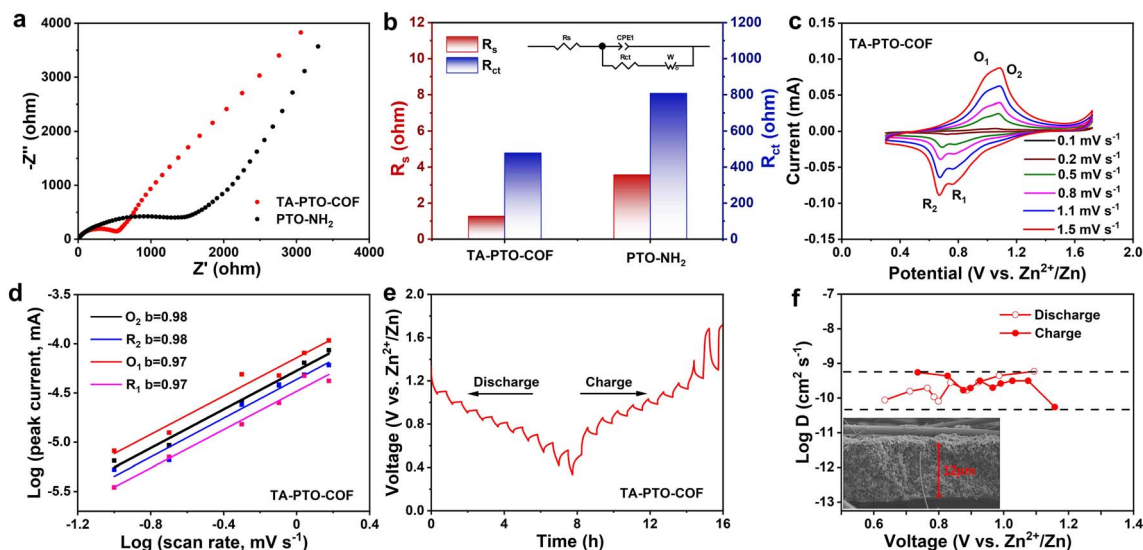 a
-Z'' (ohm)
4000
3000
2000
1000
0
0 1000 2000 3000 4000
Z' (ohm)
TA-PTO-COF
PTO-NH₂
b
R_s (ohm)
12
10
8
6
4
2
0
R_s
R_ct
Rs CPE1
Rct W
TA-PTO-COF PTO-NH₂
1200
1000
800
600
400
200
0
R_ct (ohm)
c
TA-PTO-COF
Current (mA)
0.15
0.10
0.05
0.00
-0.05
-0.10
-0.15
O₁ O₂
R₂ R₁
0.1 mV s⁻¹
0.2 mV s⁻¹
0.5 mV s⁻¹
0.8 mV s⁻¹
1.1 mV s⁻¹
1.5 mV s⁻¹
0.0 0.4 0.8 1.2 1.6 2.0
Potential (V vs. Zn²⁺/Zn)
d
Log (peak current, mA)
-3.5
-4.0
-4.5
-5.0
-5.5
O₂ b=0.98
R₂ b=0.98
O₁ b=0.97
R₁ b=0.97
TA-PTO-COF
-1.2 -0.8 -0.4 0.0 0.4
Log (scan rate, mV s⁻¹)
e
Voltage (V vs. Zn²⁺/Zn)
2.0
1.6
1.2
0.8
0.4
0.0
Discharge Charge
TA-PTO-COF
0 4 8 12 16
Time (h)
f
Log D (cm² s⁻¹)
-7
-8
-9
-10
-11
-12
-13
Discharge
Charge
12μm
0.6 0.8 1.0 1.2 1.4
Voltage (V vs. Zn²⁺/Zn)